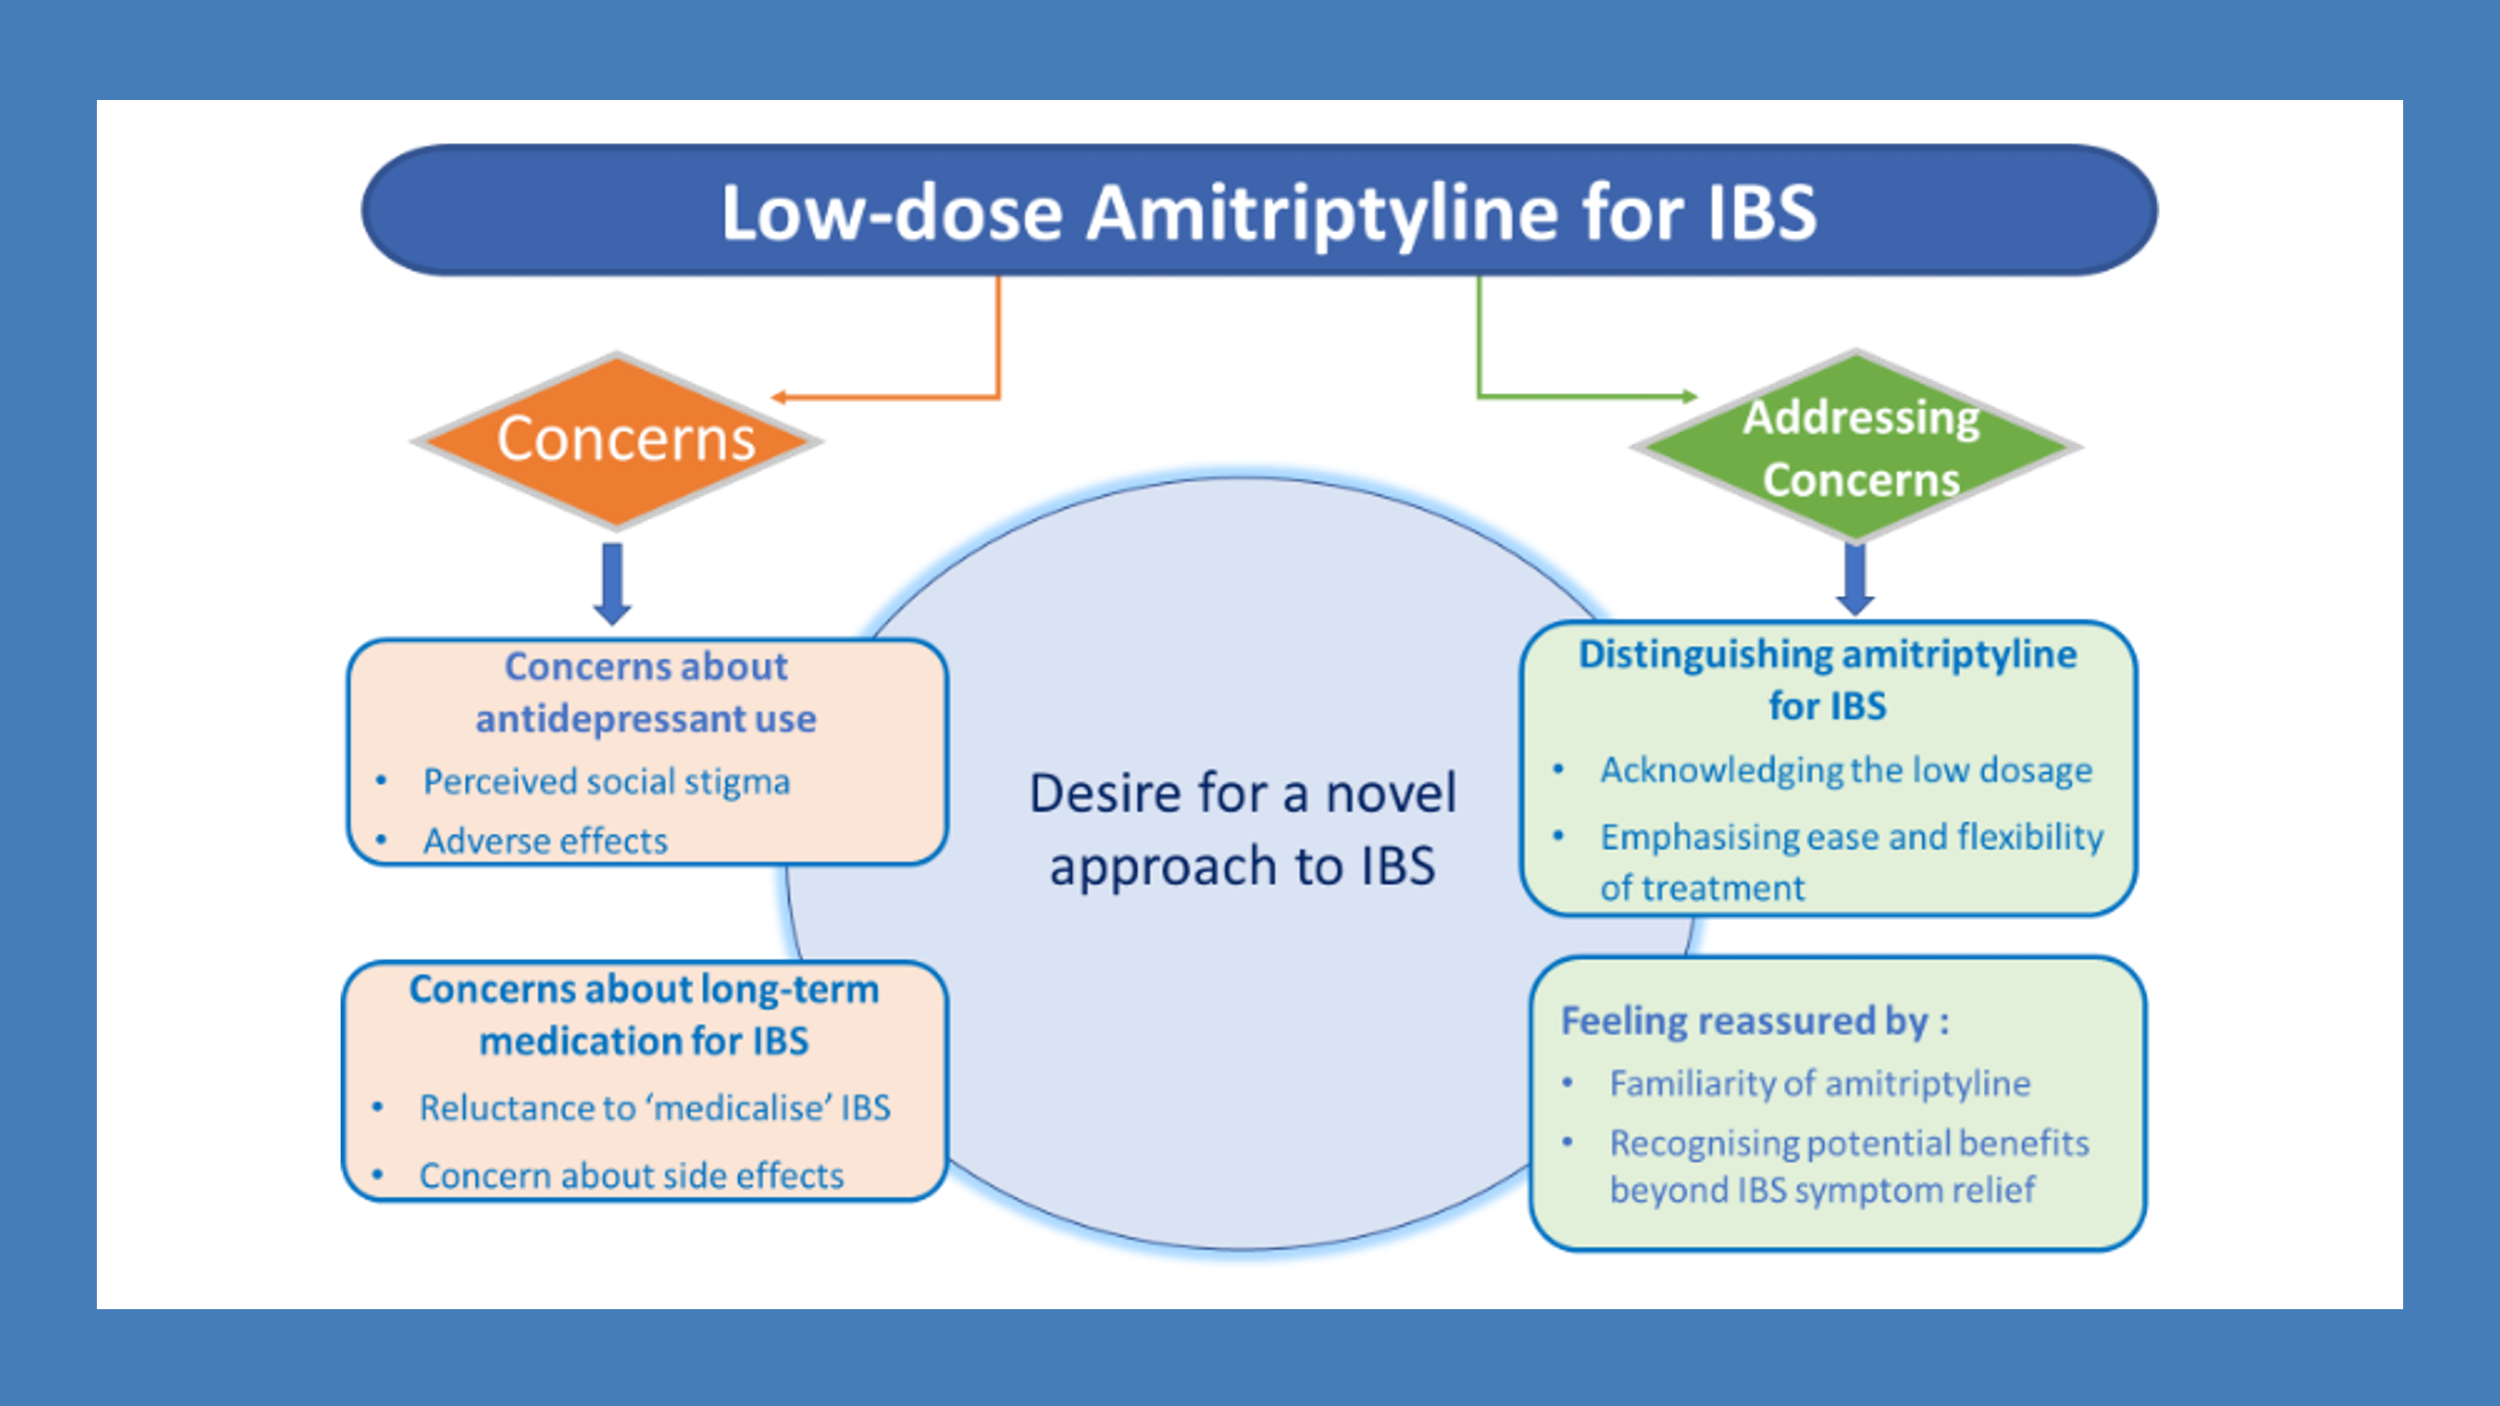 Low-dose Amitriptyline for IBS
Concerns
Addressing
Concerns
Concerns about
antidepressant use
• Perceived social stigma
• Adverse effects
Concerns about long-term
medication for IBS
• Reluctance to ‘medicalise’ IBS
• Concern about side effects
Desire for a novel
approach to IBS
Distinguishing amitriptyline
for IBS
• Acknowledging the low dosage
• Emphasising ease and flexibility
of treatment
Feeling reassured by :
• Familiarity of amitriptyline
• Recognising potential benefits
beyond IBS symptom relief